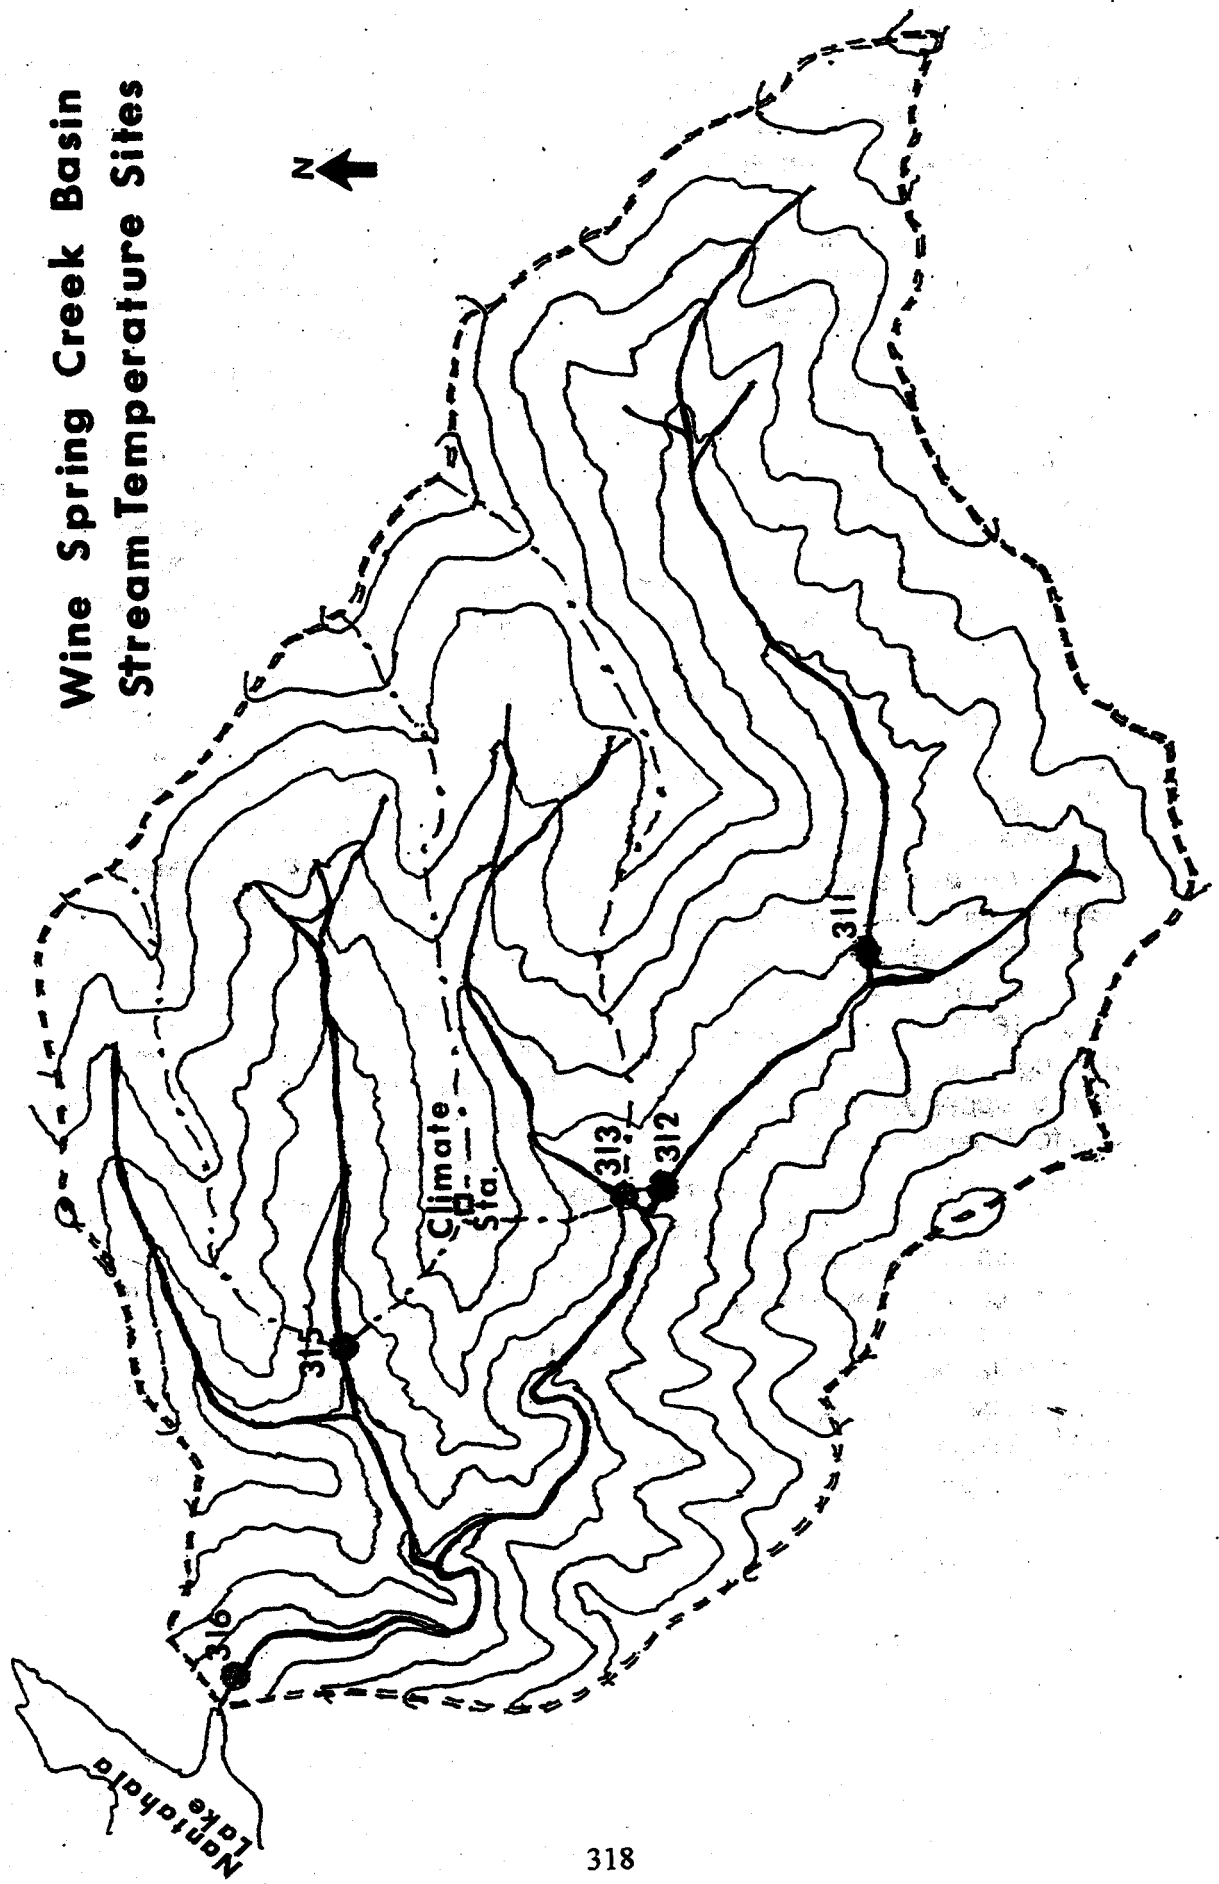 Wine Spring Creek Basin
Stream Temperature Sites
N
311
Climate
Sta.
313
312
315
316
Nantahala
Lake
318